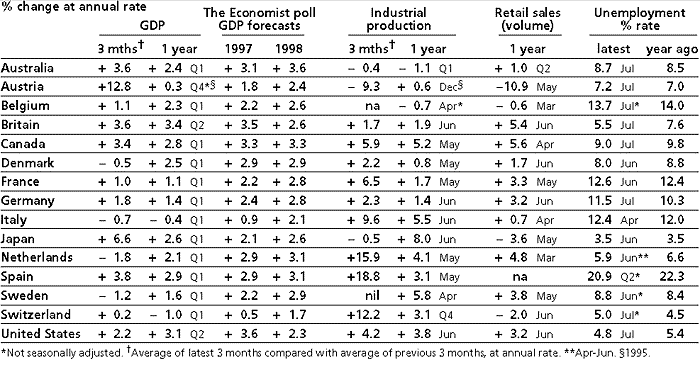 % change at annual rate
GDP The Economist poll GDP forecasts Industrial production Retail sales (volume) Unemployment % rate
3 mths† 1 year 1997 1998 3 mths† 1 year 1 year latest year ago
Australia + 3.6 + 2.4 Q1 + 3.1 + 3.6 – 0.4 – 1.1 Q1 + 1.0 Q2 8.7 Jul 8.5
Austria +12.8 + 0.3 Q4*§ + 1.8 + 2.4 – 9.3 + 0.6 Dec§ –10.9 May 7.2 Jul 7.0
Belgium + 1.1 + 2.3 Q1 + 2.2 + 2.6 na – 0.7 Apr* – 0.6 Mar 13.7 Jul* 14.0
Britain + 3.6 + 3.4 Q2 + 3.5 + 2.6 + 1.7 + 1.9 Jun + 5.4 Jun 5.5 Jul 7.6
Canada + 3.4 + 2.8 Q1 + 3.3 + 3.3 + 5.9 + 5.2 May + 5.6 Apr 9.0 Jul 9.8
Denmark – 0.5 + 2.5 Q1 + 2.9 + 2.9 + 2.2 + 0.8 May + 1.7 Jun 8.0 Jun 8.8
France + 1.0 + 1.1 Q1 + 2.2 + 2.8 + 6.5 + 1.7 May + 3.3 May 12.6 Jun 12.4
Germany + 1.8 + 1.4 Q1 + 2.4 + 2.8 + 2.3 + 1.4 Jun + 3.2 Jun 11.5 Jul 10.3
Italy – 0.7 – 0.4 Q1 + 0.9 + 2.1 + 9.6 + 5.5 Jun + 0.7 Apr 12.4 Apr 12.0
Japan + 6.6 + 2.6 Q1 + 2.1 + 2.6 – 0.5 + 8.0 Jun – 3.6 May 3.5 Jun 3.5
Netherlands – 1.8 + 2.1 Q1 + 2.9 + 3.1 +15.9 + 4.1 May + 4.8 Mar 5.9 Jun** 6.6
Spain + 3.8 + 2.9 Q1 + 2.9 + 3.1 +18.8 + 3.1 May na 20.9 Q2* 22.3
Sweden – 1.2 + 1.6 Q1 + 2.2 + 2.9 nil + 5.8 Apr + 3.8 May 8.8 Jun* 8.4
Switzerland + 0.2 – 1.0 Q1 + 0.5 + 1.7 +12.2 + 3.1 Q4 – 2.0 Jun 5.0 Jul* 4.5
United States + 2.2 + 3.1 Q2 + 3.6 + 2.3 + 4.2 + 3.8 Jun + 3.2 Jun 4.8 Jul 5.4
*Not seasonally adjusted. †Average of latest 3 months compared with average of previous 3 months, at annual rate. **Apr-Jun. §1995.